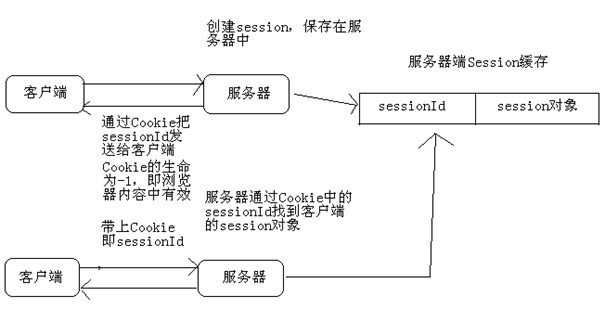 创建session，保存在服
务器中
服务器端Session缓存
客户端
服务器
sessionId
session对象
通过Cookie把
sessionId发
送给客户端
Cookie的生命
为-1，即浏览
器内容中有效
服务器通过Cookie中的
sessionId找到客户端
的session对象
带上Cookie
即sessionId
客户端
服务器